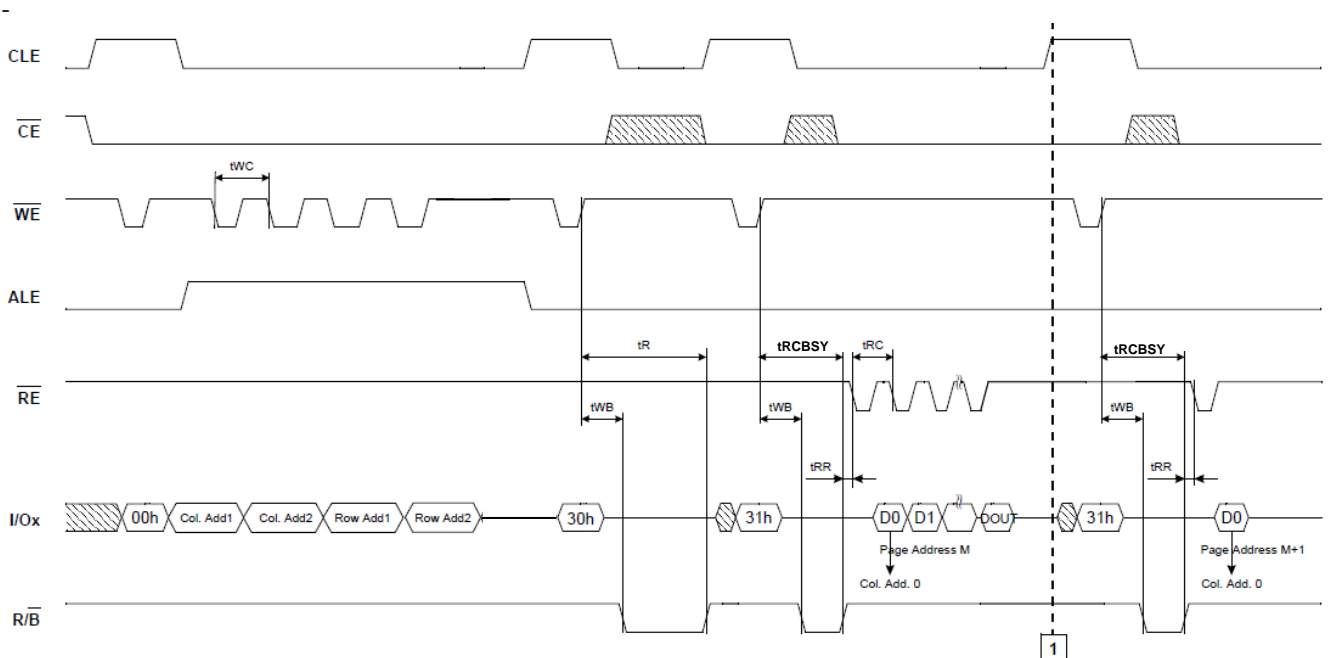 CLE
CE
tWC
WE
ALE
tR
tRCBSY
tRC
tRCBSY
RE
tWB
tWB
tWB
tRR
tRR
I/Ox
00h
Col. Add1
Col. Add2
Row Add1
Row Add2
30h
31h
D0
D1
DOUT
31h
D0
Page Address M
Page Address M+1
Col. Add. 0
Col. Add. 0
R/B
1